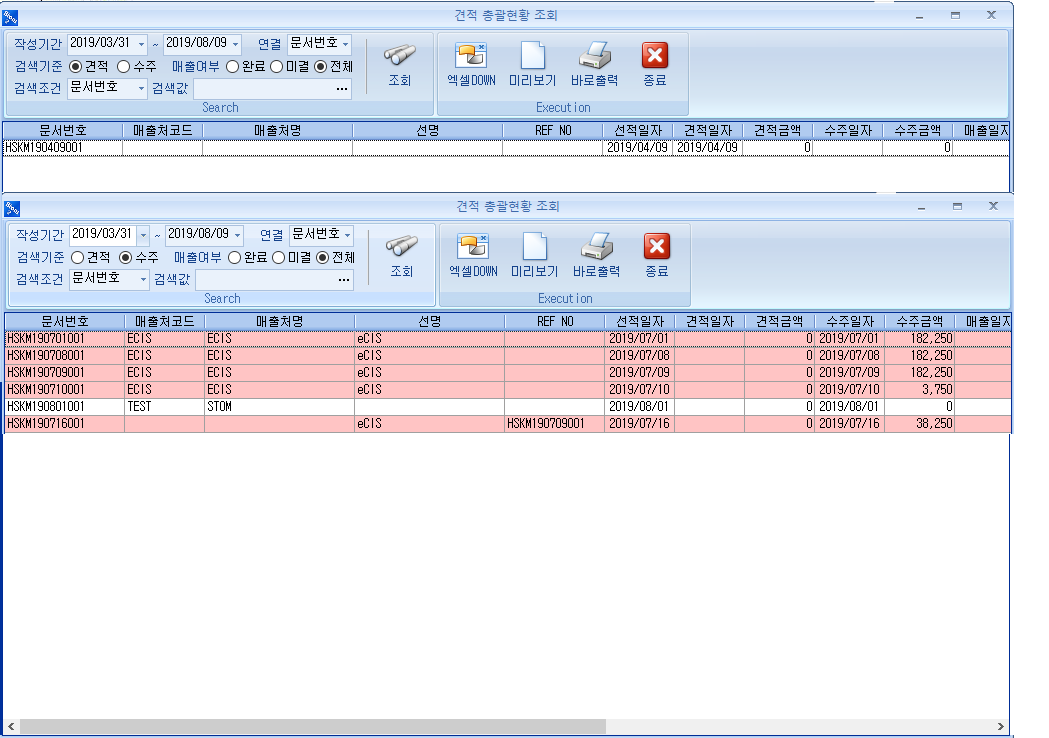 견적 총괄현황 조회
작성기간 2019/03/31 ~ 2019/08/09 연결 문서번호
검색기준 견적 수주 매출여부 완료 미결 전체
검색조건 문서번호 검색값 ...
조회 엑셀DOWN 미리보기 바로출력 종료
Search Execution
문서번호 매출처코드 매출처명 선명 REF NO 선적일자 견적일자 견적금액 수주일자 수주금액 매출일자
HSKM190409001 2019/04/09 2019/04/09 0 0
견적 총괄현황 조회
작성기간 2019/03/31 ~ 2019/08/09 연결 문서번호
검색기준 견적 수주 매출여부 완료 미결 전체
검색조건 문서번호 검색값 ...
조회 엑셀DOWN 미리보기 바로출력 종료
Search Execution
문서번호 매출처코드 매출처명 선명 REF NO 선적일자 견적일자 견적금액 수주일자 수주금액 매출일자
HSKM190701001 ECIS ECIS eCIS 2019/07/01 0 2019/07/01 182,250
HSKM190708001 ECIS ECIS eCIS 2019/07/08 0 2019/07/08 182,250
HSKM190709001 ECIS ECIS eCIS 2019/07/09 0 2019/07/09 182,250
HSKM190710001 ECIS ECIS eCIS 2019/07/10 0 2019/07/10 3,750
HSKM190801001 TEST STOM 2019/08/01 0 2019/08/01 0
HSKM190716001 eCIS HSKM190709001 2019/07/16 0 2019/07/16 38,250